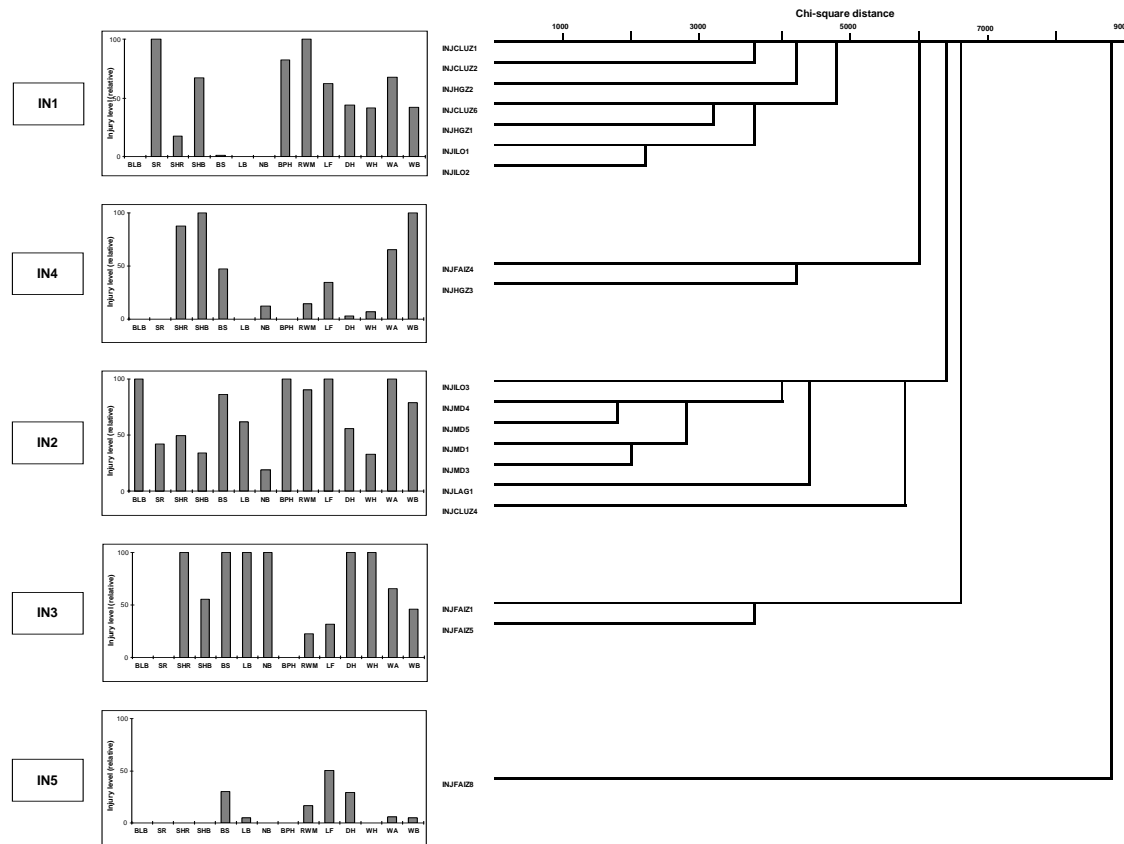 Chi-square distance
1000 3000 5000 7000 900
IN1
Injury level (relative)
100
50
0
BLB SR SHR SHB BS LB NB BPH RWM LF DH WH WA WB
INJCLUZ1
INJCLUZ2
INJHGZ2
INJCLUZ6
INJHGZ1
INJILO1
INJILO2
IN4
Injury level (relative)
100
50
0
BLB SR SHR SHB BS LB NB BPH RWM LF DH WH WA WB
INJFAIZ4
INJHGZ3
IN2
Injury level (relative)
100
50
0
BLB SR SHR SHB BS LB NB BPH RWM LF DH WH WA WB
INJILO3
INJMD4
INJMD5
INJMD1
INJMD3
INJLAG1
INJCLUZ4
IN3
Injury level (relative)
100
50
0
BLB SR SHR SHB BS LB NB BPH RWM LF DH WH WA WB
INJFAIZ1
INJFAIZ5
IN5
Injury level (relative)
100
50
0
BLB SR SHR SHB BS LB NB BPH RWM LF DH WH WA WB
INJFAIZ8